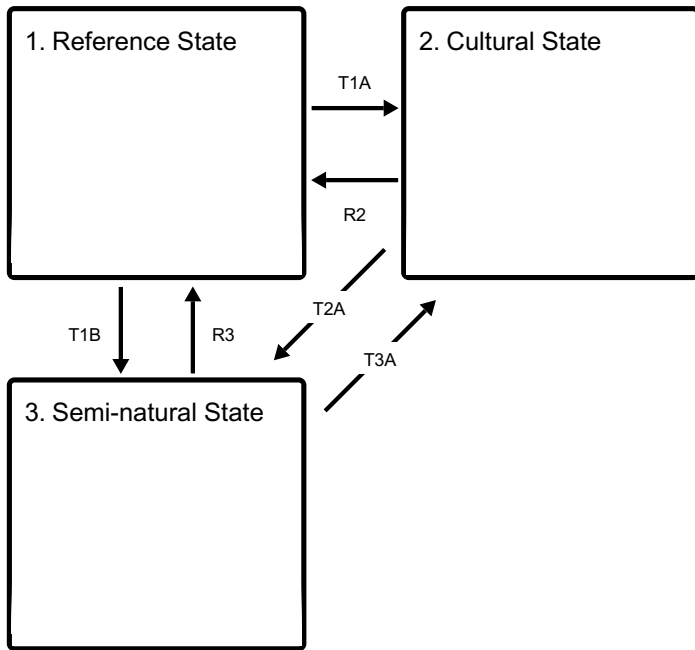 1. Reference State
2. Cultural State
T1A
R2
T2A
T1B
R3
T3A
3. Semi-natural State